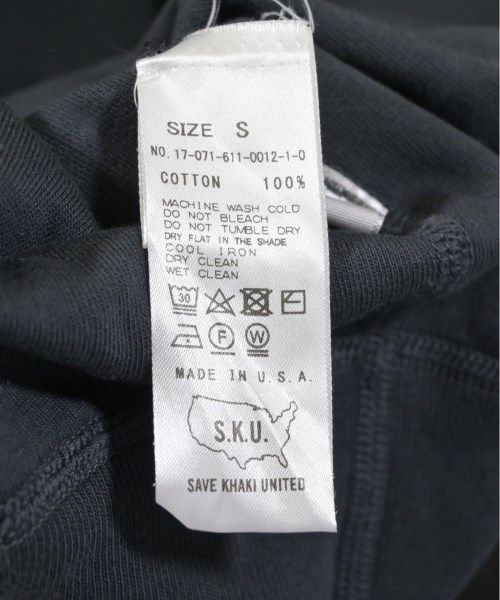 SIZE S
NO. 17-071-611-0012-1-0
COTTON 100%
MACHINE WASH COLD
DO NOT BLEACH
DO NOT TUMBLE DRY
DRY FLAT IN THE SHADE
COOL IRON
DRY CLEAN
WET CLEAN
30
F W
MADE IN U.S.A.
S.K.U.
SAVE KHAKI UNITED